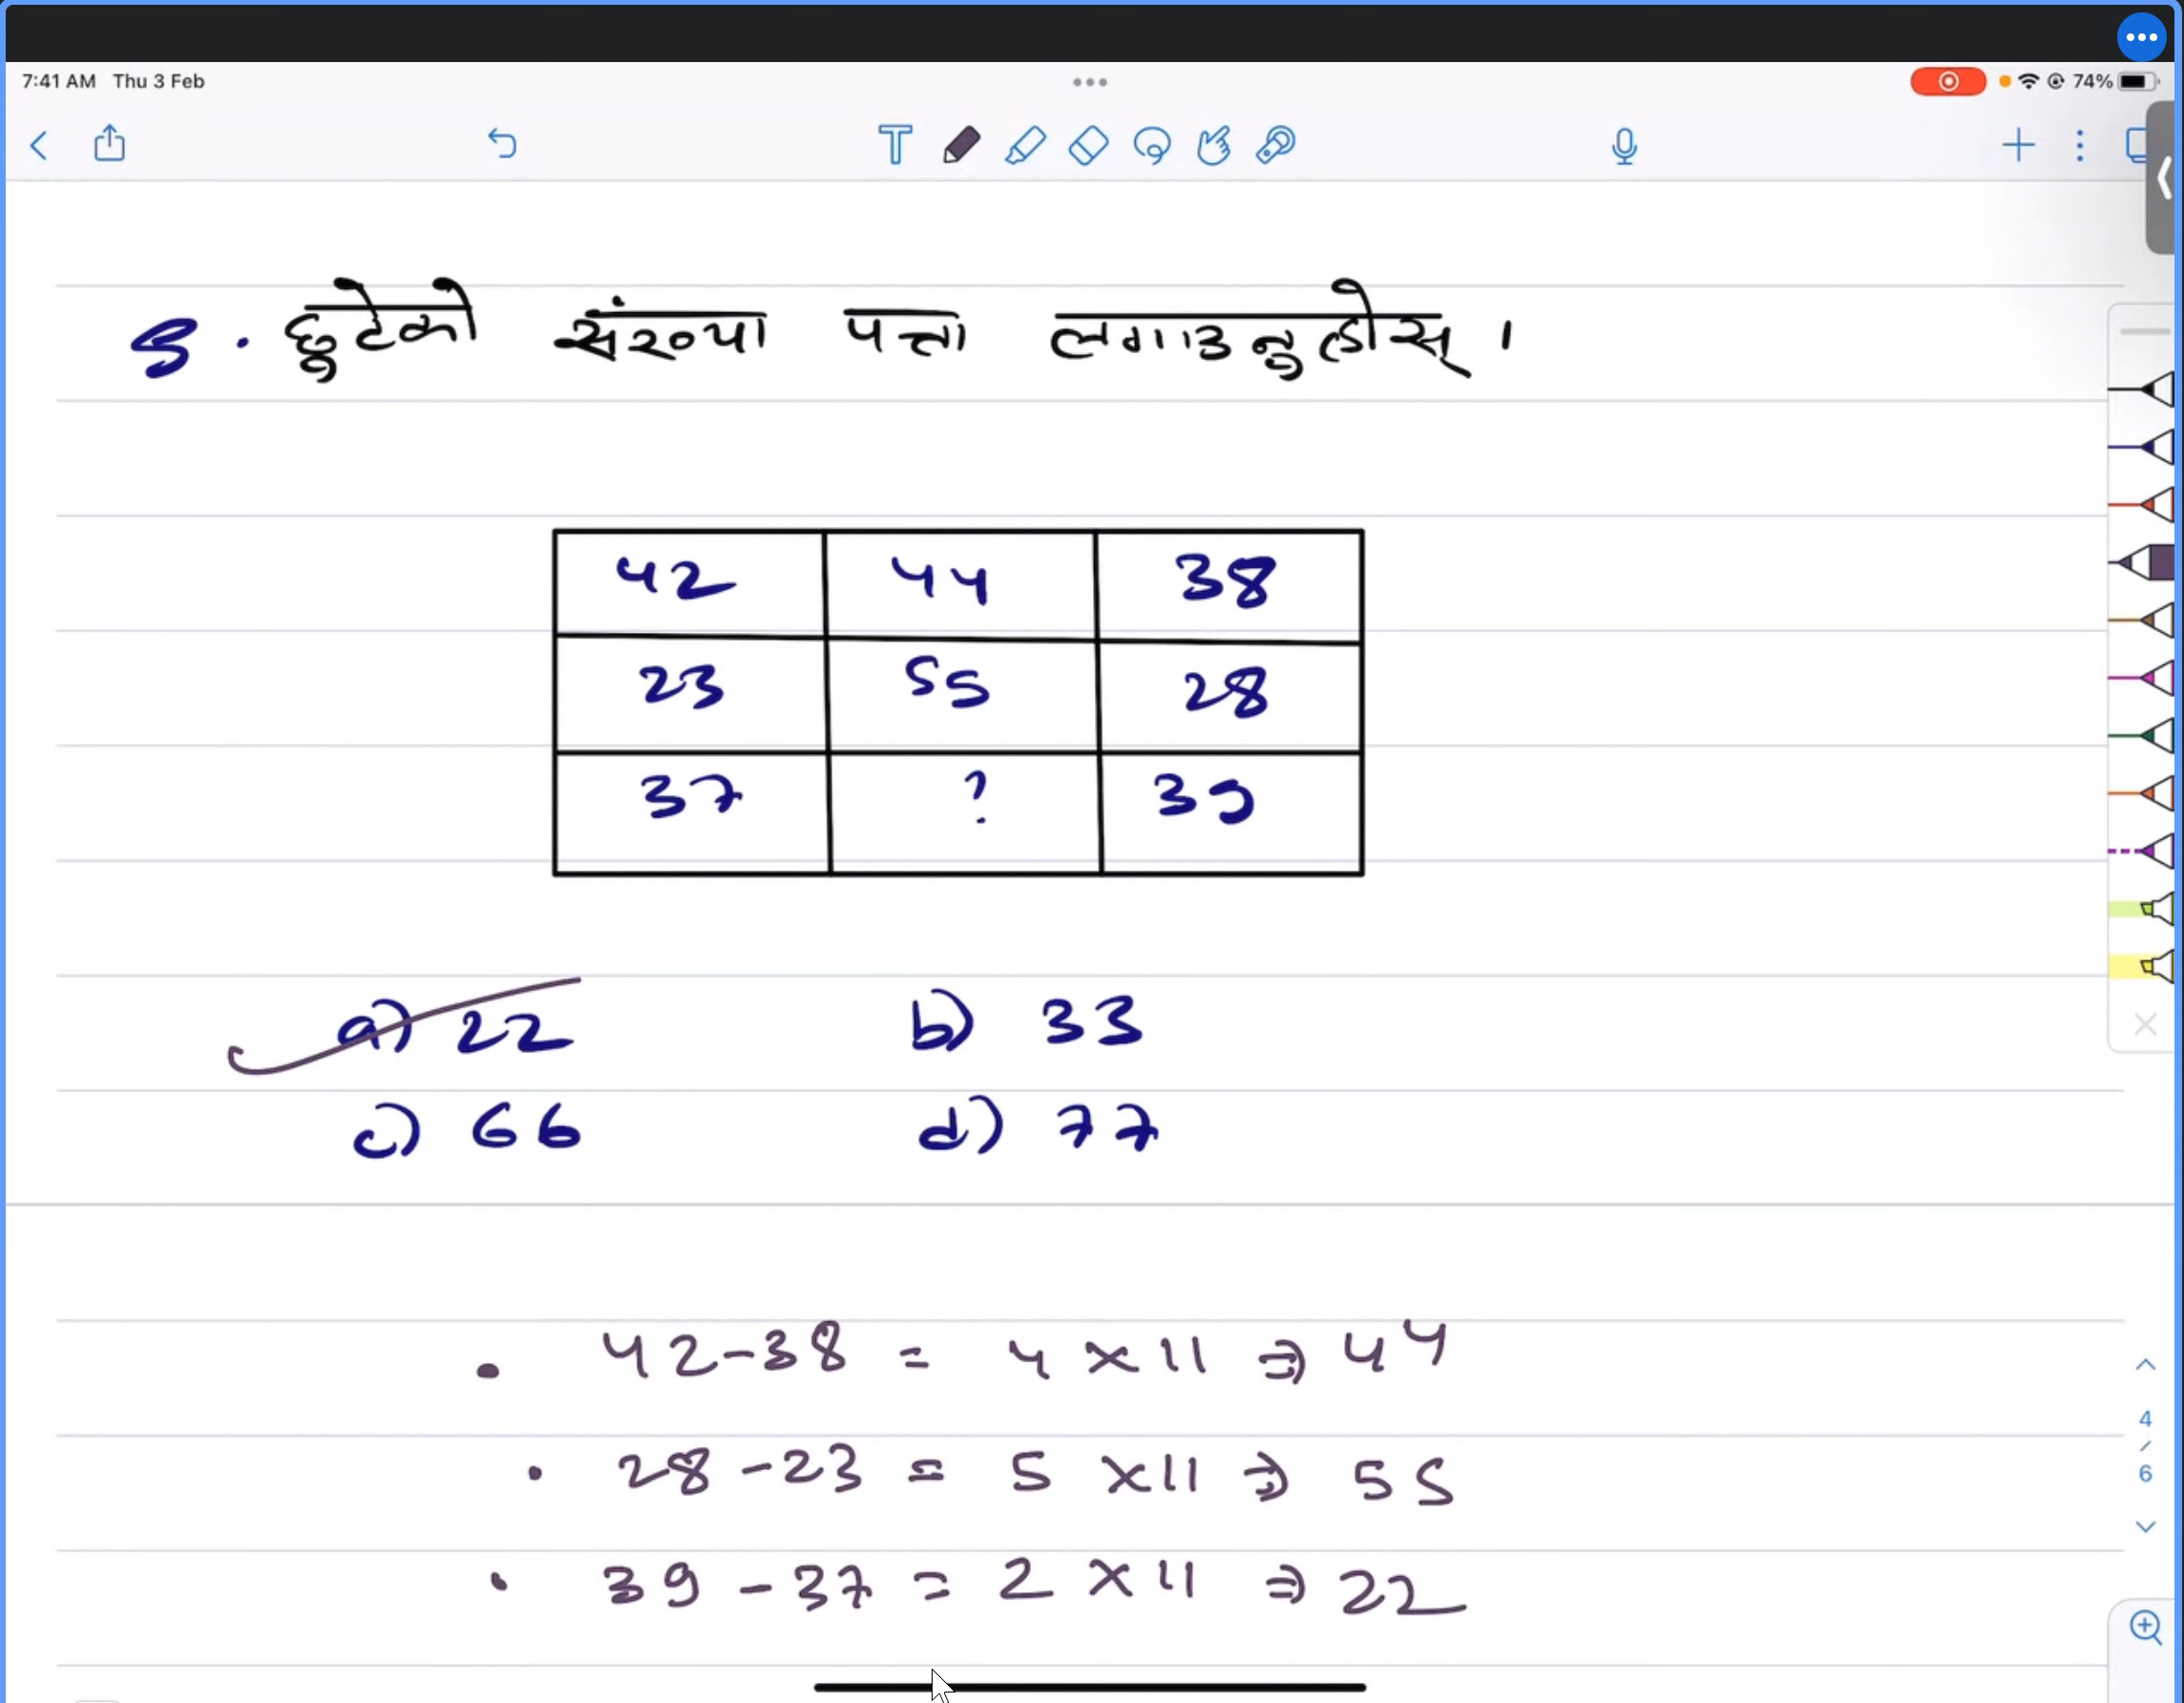 7:41 AM Thu 3 Feb
74%
8. छुटेको संख्या पत्ता लगाउनुहोस् ।
42 44 38
23 55 28
37 ? 39
a) 22 b) 33
c) 66 d) 77
• 42-38 = 4 × 11 ⇒ 44
• 28-23 = 5 × 11 ⇒ 55
• 39 - 37 = 2 × 11 ⇒ 22
4
/
6